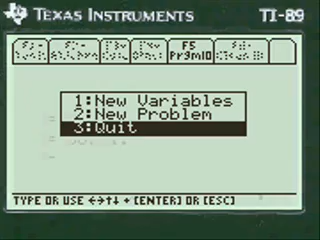 TEXAS INSTRUMENTS TI-89
F5
PrgmIO
1:New Variables
2:New Problem
3:Quit
TYPE OR USE ←→↑↓ + [ENTER] OR [ESC]